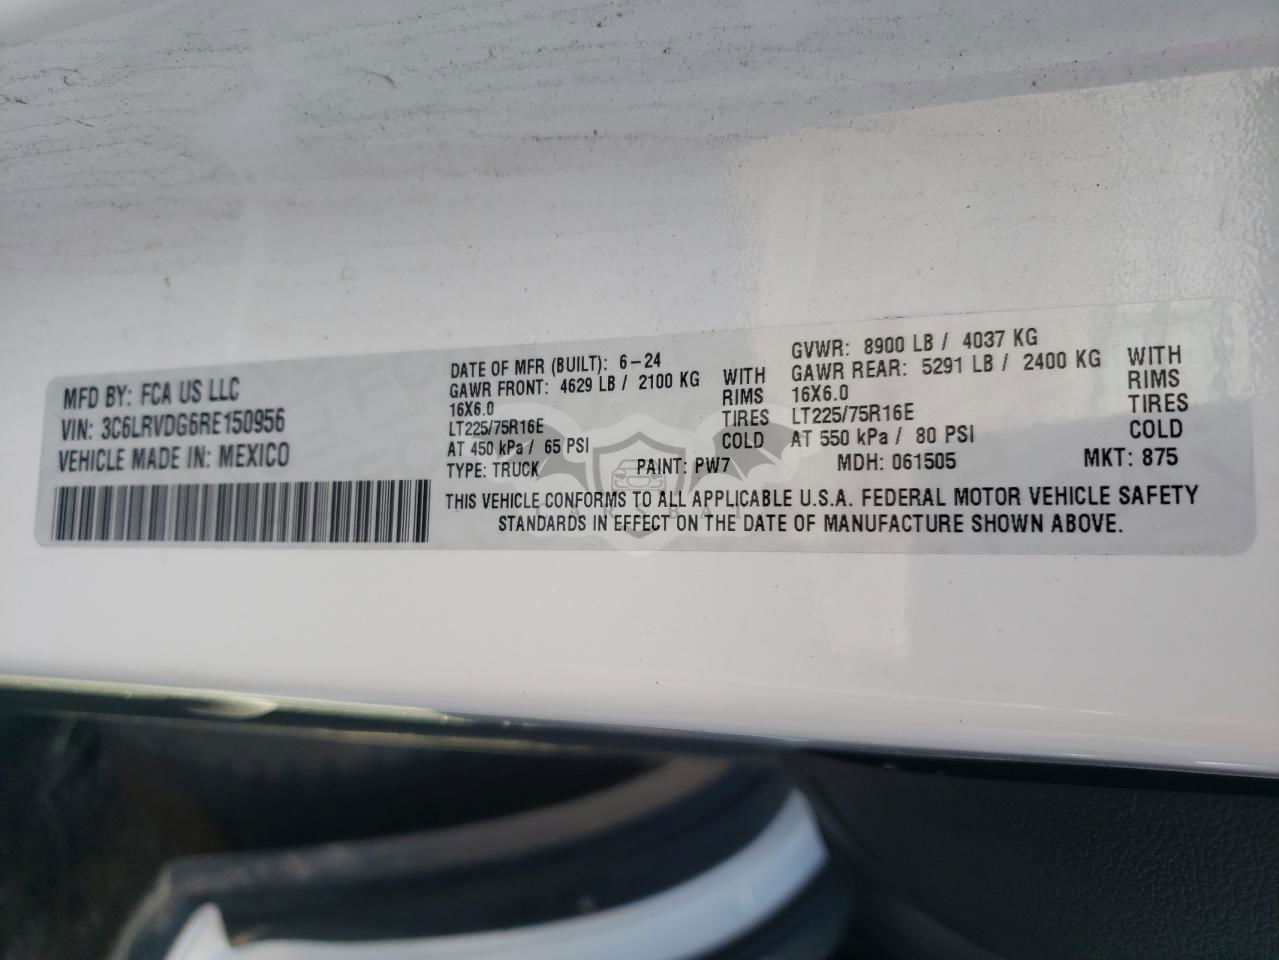 MFD BY: FCA US LLC
VIN: 3C6LRVDG6RE150956
VEHICLE MADE IN: MEXICO
DATE OF MFR (BUILT): 6-24
GAWR FRONT: 4629 LB / 2100 KG WITH
16X6.0 RIMS
LT225/75R16E TIRES
AT 450 kPa / 65 PSI COLD
GVWR: 8900 LB / 4037 KG
GAWR REAR: 5291 LB / 2400 KG WITH
16X6.0 RIMS
LT225/75R16E TIRES
AT 550 kPa / 80 PSI COLD
TYPE: TRUCK PAINT: PW7 MDH: 061505 MKT: 875
THIS VEHICLE CONFORMS TO ALL APPLICABLE U.S.A. FEDERAL MOTOR VEHICLE SAFETY
STANDARDS IN EFFECT ON THE DATE OF MANUFACTURE SHOWN ABOVE.